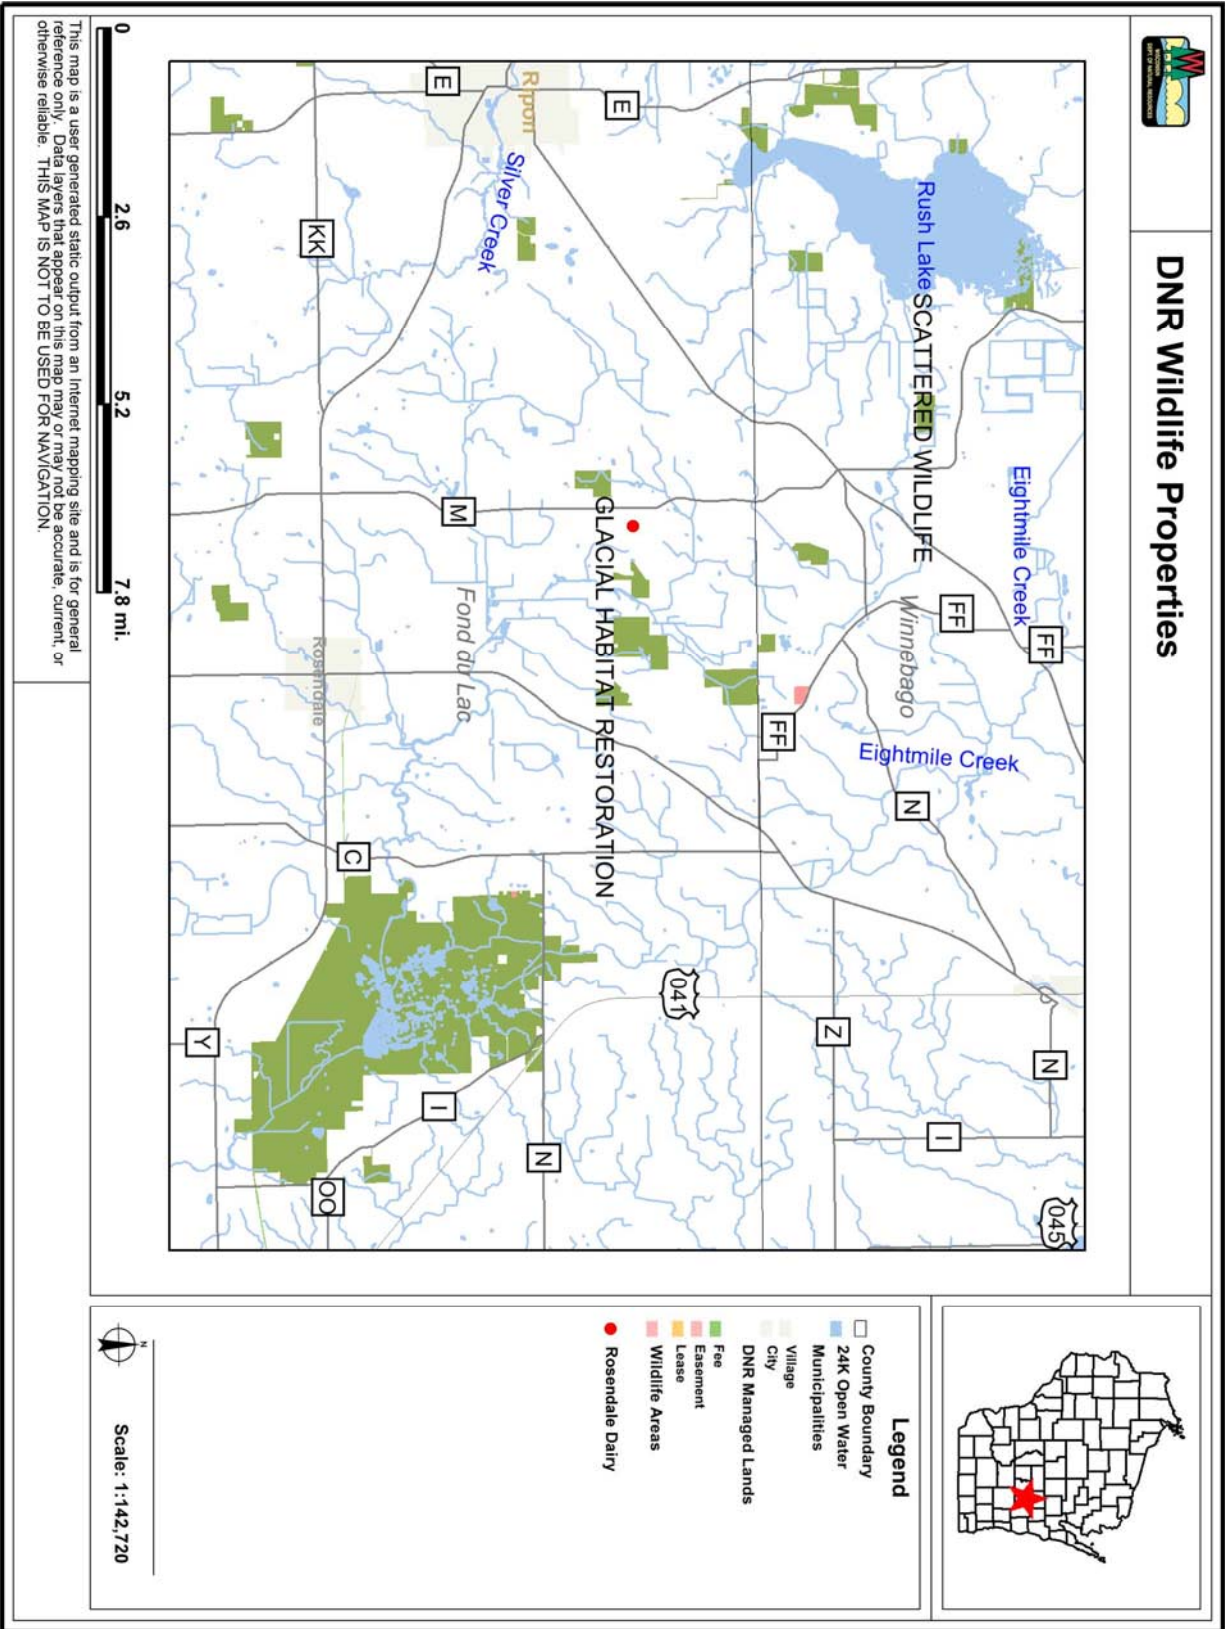 WISCONSIN
DEPT. OF NATURAL RESOURCES
DNR Wildlife Properties
Rush Lake
SCATTERED WILDLIFE
Eightmile Creek
FF
FF
Winnebago
Eightmile Creek
N
FF
Z
N
I
045
E
Ripon
E
Silver Creek
KK
M
GLACIAL HABITAT RESTORATION
Fond du Lac
Rosendale
C
041
Y
I
N
OO
Legend
County Boundary
24K Open Water
Municipalities
Village
City
DNR Managed Lands
Fee
Easement
Lease
Wildlife Areas
Rosendale Dairy
0
2.6
5.2
7.8 mi.
This map is a user generated static output from an Internet mapping site and is for general
reference only. Data layers that appear on this map may or may not be accurate, current, or
otherwise reliable. THIS MAP IS NOT TO BE USED FOR NAVIGATION.
N
Scale: 1:142,720